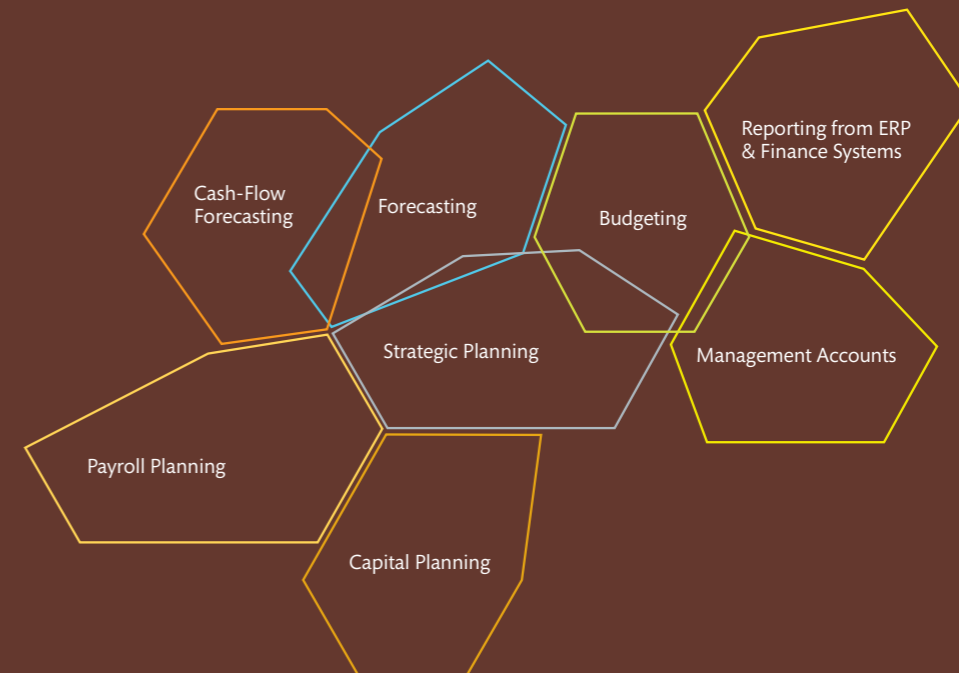 Reporting from ERP
& Finance Systems
Cash-Flow
Forecasting
Forecasting
Budgeting
Strategic Planning
Management Accounts
Payroll Planning
Capital Planning